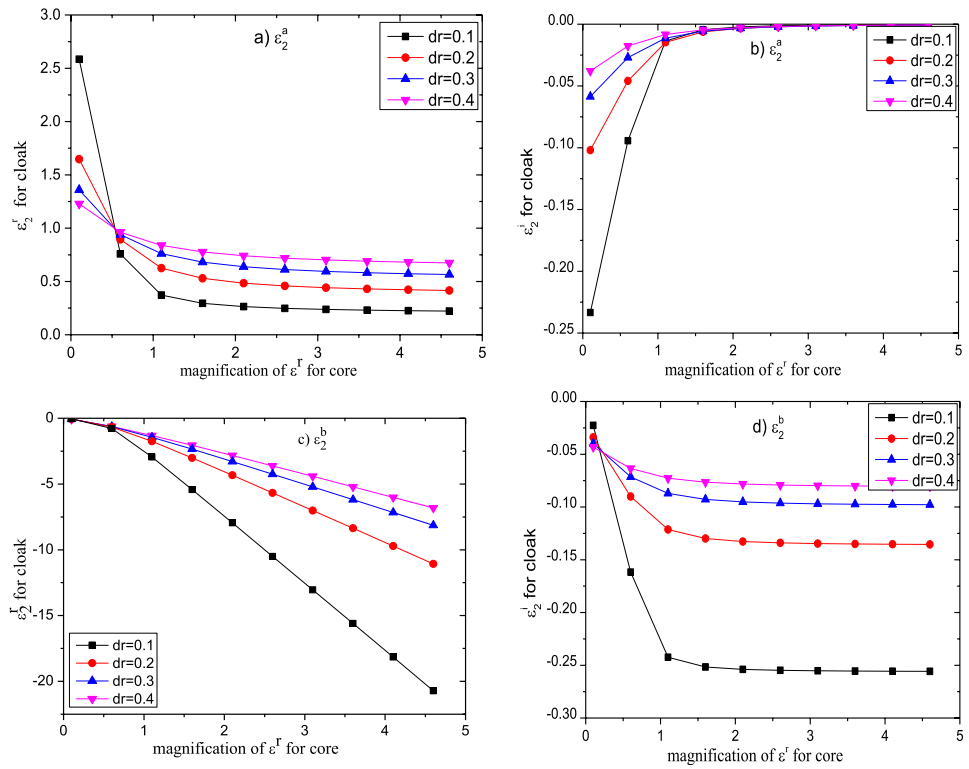 a) ε₂ᵃ
dr=0.1
dr=0.2
dr=0.3
dr=0.4
ε₂ʳ for cloak
3.0
2.5
2.0
1.5
1.0
0.5
0.0
0 1 2 3 4 5
magnification of εʳ for core
b) ε₂ᵃ
dr=0.1
dr=0.2
dr=0.3
dr=0.4
ε₂ⁱ for cloak
0.00
-0.05
-0.10
-0.15
-0.20
-0.25
0 1 2 3 4 5
magnification of εʳ for core
c) ε₂ᵇ
ε₂ʳ for cloak
0
-5
-10
-15
-20
dr=0.1
dr=0.2
dr=0.3
dr=0.4
0 1 2 3 4 5
magnification of εʳ for core
d) ε₂ᵇ
dr=0.1
dr=0.2
dr=0.3
dr=0.4
ε₂ⁱ for cloak
0.00
-0.05
-0.10
-0.15
-0.20
-0.25
-0.30
0 1 2 3 4 5
magnification of εʳ for core